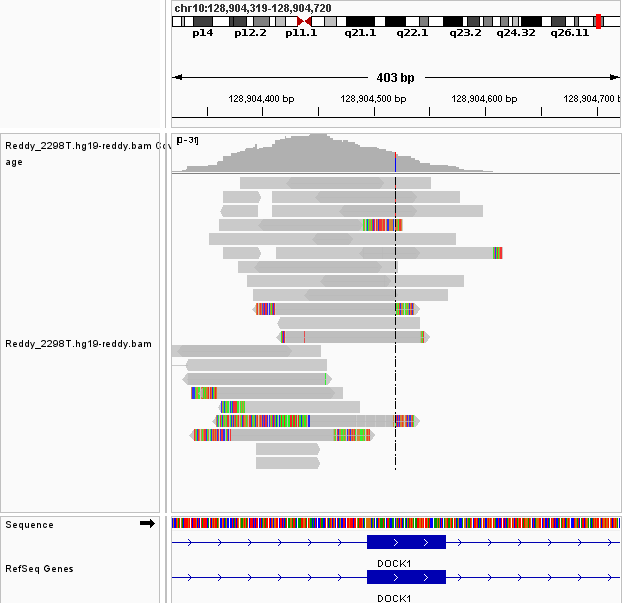 chr10:128,904,319-128,904,720
p14 p12.2 p11.1 q21.1 q22.1 q23.2 q24.32 q26.11
403 bp
128,904,400 bp 128,904,500 bp 128,904,600 bp 128,904,700 b
Reddy_2298T.hg19-reddy.bam Cov
age
[0-31]
Reddy_2298T.hg19-reddy.bam
Sequence
RefSeq Genes
DOCK1
DOCK1